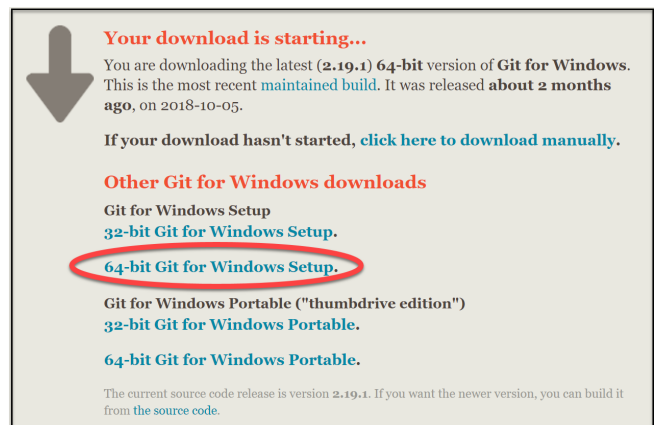 Your download is starting...
You are downloading the latest (2.19.1) 64-bit version of Git for Windows.
This is the most recent maintained build. It was released about 2 months
ago, on 2018-10-05.
If your download hasn't started, click here to download manually.
Other Git for Windows downloads
Git for Windows Setup
32-bit Git for Windows Setup.
64-bit Git for Windows Setup.
Git for Windows Portable ("thumbdrive edition")
32-bit Git for Windows Portable.
64-bit Git for Windows Portable.
The current source code release is version 2.19.1. If you want the newer version, you can build it
from the source code.